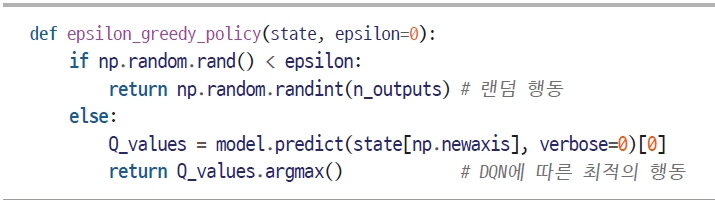 def epsilon_greedy_policy(state, epsilon=0):
    if np.random.rand() < epsilon:
        return np.random.randint(n_outputs) # 랜덤 행동
    else:
        Q_values = model.predict(state[np.newaxis], verbose=0)[0]
        return Q_values.argmax()            # DQN에 따른 최적의 행동